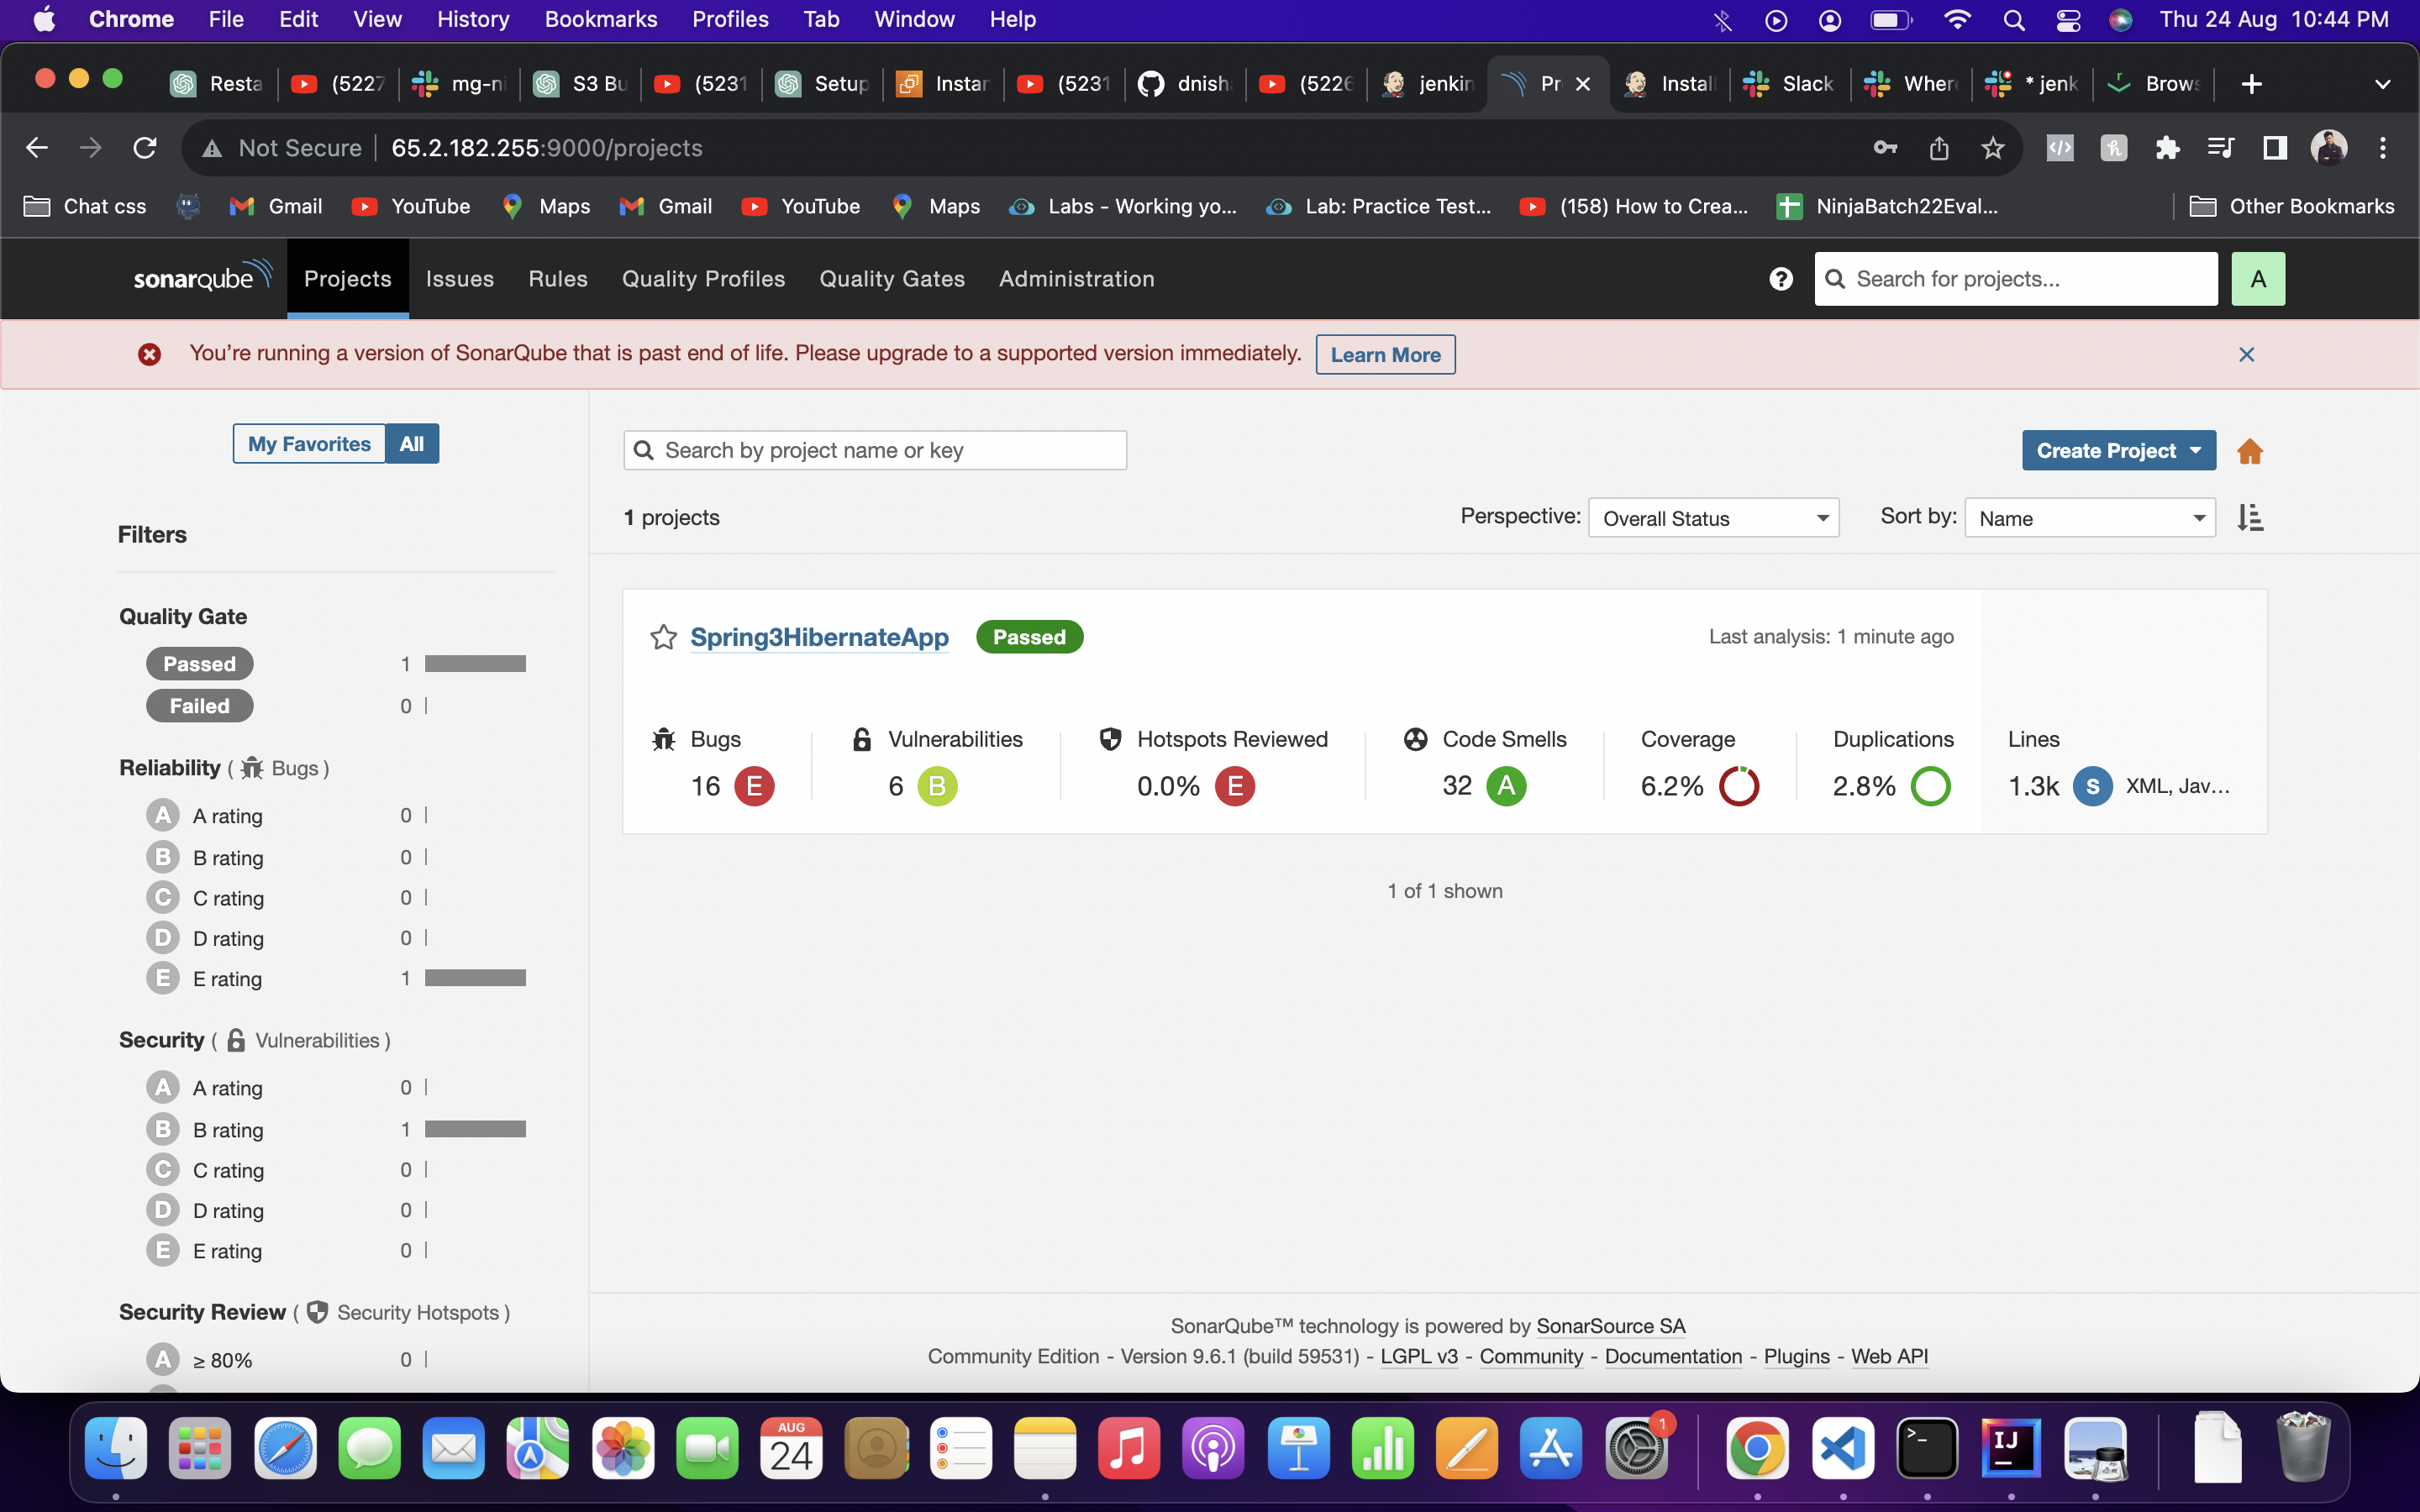 Chrome File Edit View History Bookmarks Profiles Tab Window Help Thu 24 Aug 10:44 PM
Resta (5227 mg-ni S3 Bu (5231 Setup Instan (5231 dnish (5226 jenkin Pr Install Slack Where * jenk Brows
Not Secure 65.2.182.255:9000/projects
Chat css Gmail YouTube Maps Gmail YouTube Maps Labs - Working yo... Lab: Practice Test... (158) How to Crea... NinjaBatch22Eval... Other Bookmarks
sonarqube Projects Issues Rules Quality Profiles Quality Gates Administration ? Search for projects... A
You're running a version of SonarQube that is past end of life. Please upgrade to a supported version immediately. Learn More
My Favorites All
Search by project name or key
Create Project
1 projects
Perspective: Overall Status Sort by: Name
Filters
Quality Gate
Passed 1
Failed 0
Reliability ( Bugs )
A A rating 0
B B rating 0
C C rating 0
D D rating 0
E E rating 1
Security ( Vulnerabilities )
A A rating 0
B B rating 1
C C rating 0
D D rating 0
E E rating 0
Security Review ( Security Hotspots )
A ≥ 80% 0
Spring3HibernateApp Passed
Last analysis: 1 minute ago
Bugs Vulnerabilities Hotspots Reviewed Code Smells Coverage Duplications Lines
16 E 6 B 0.0% E 32 A 6.2% 2.8% 1.3k S XML, Jav...
1 of 1 shown
SonarQube™ technology is powered by SonarSource SA
Community Edition - Version 9.6.1 (build 59531) - LGPL v3 - Community - Documentation - Plugins - Web API
AUG
24
1
IJ